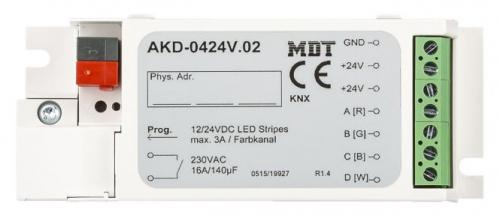 AKD-0424V.02
MDT
CE
KNX
Phys. Adr.
Prog.
12/24VDC LED Stripes
max. 3A / Farbkanal
230VAC
16A/140µF
0515/19927
R1.4
GND
+24V
+24V
A [R]
B [G]
C [B]
D [W]